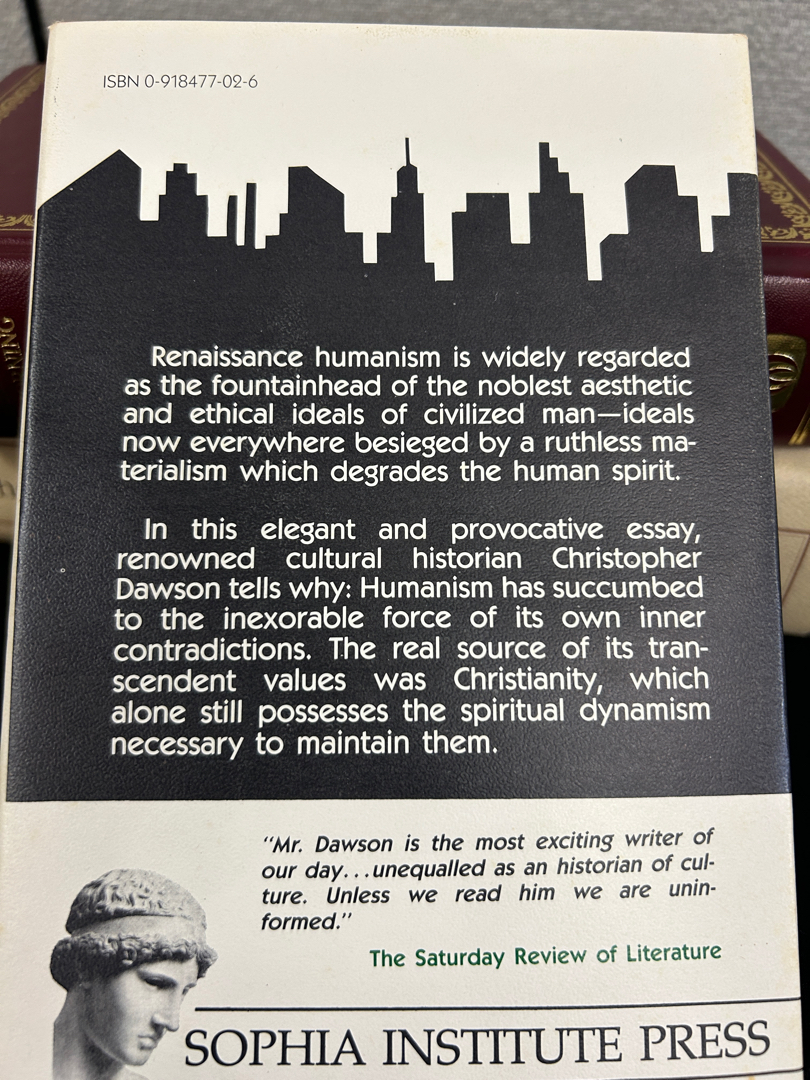 ISBN 0-918477-02-6
Renaissance humanism is widely regarded
as the fountainhead of the noblest aesthetic
and ethical ideals of civilized man—ideals
now everywhere besieged by a ruthless ma-
terialism which degrades the human spirit.
In this elegant and provocative essay,
renowned cultural historian Christopher
Dawson tells why: Humanism has succumbed
to the inexorable force of its own inner
contradictions. The real source of its tran-
scendent values was Christianity, which
alone still possesses the spiritual dynamism
necessary to maintain them.
"Mr. Dawson is the most exciting writer of
our day...unequalled as an historian of cul-
ture. Unless we read him we are unin-
formed."
The Saturday Review of Literature
SOPHIA INSTITUTE PRESS